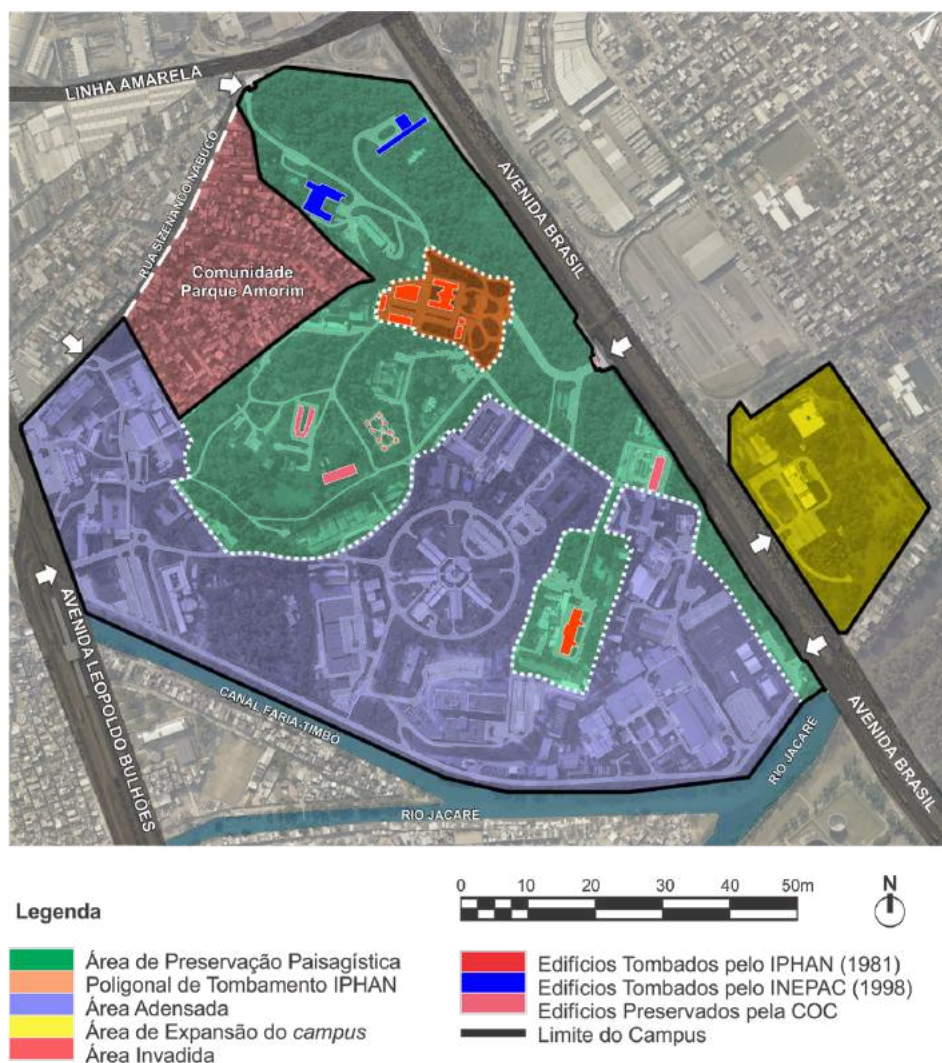 LINHA AMARELA
RUA SIZENANDO NABUCO
AVENIDA BRASIL
Comunidade
Parque Amorim
AVENIDA LEOPOLDO BULHÕES
CANAL FARIA-TIMBÓ
RIO JACARÉ
RIO JACARÉ
AVENIDA BRASIL
Legenda
0 10 20 30 40 50m
N
Área de Preservação Paisagística
Poligonal de Tombamento IPHAN
Área Adensada
Área de Expansão do campus
Área Invadida
Edifícios Tombados pelo IPHAN (1981)
Edifícios Tombados pelo INEPAC (1998)
Edifícios Preservados pela COC
Limite do Campus